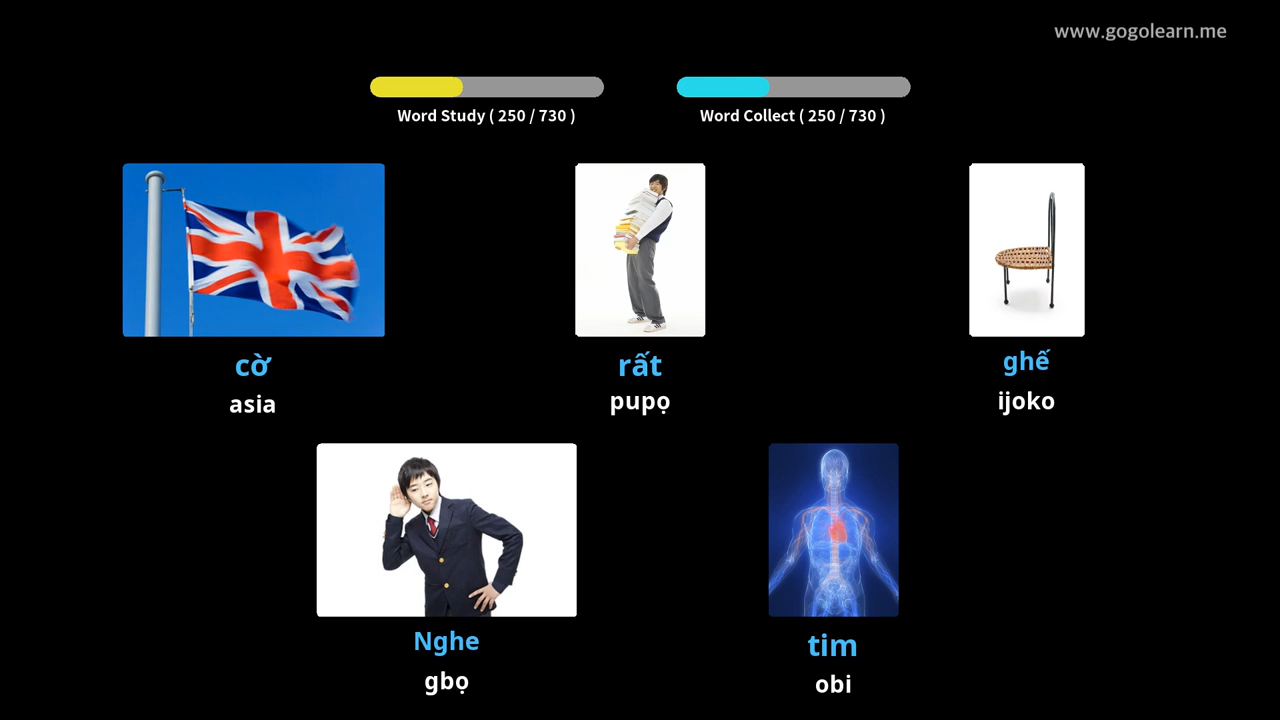 www.gogolearn.me
Word Study ( 250 / 730 )
Word Collect ( 250 / 730 )
cờ
asia
rất
pupọ
ghế
ijoko
Nghe
gbọ
tim
obi